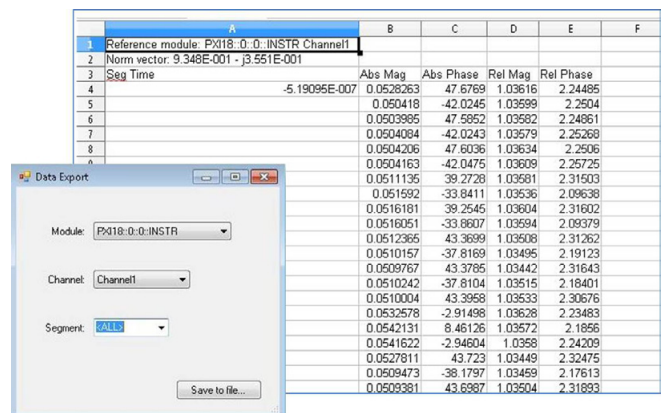 A B C D E F
1 Reference module: PXI18::0::0::INSTR Channel1
2 Norm vector: 9.348E-001 - j3.551E-001
3 Seg Time Abs Mag Abs Phase Rel Mag Rel Phase
4 -5.19095E-007 0.0528263 47.6769 1.03616 2.24485
5 0.050418 -42.0245 1.03599 2.2504
6 0.0503985 47.5852 1.03582 2.24861
7 0.0504084 -42.0243 1.03579 2.25268
8 0.0504206 47.6036 1.03634 2.2506
0.0504163 -42.0475 1.03609 2.25725
0.0511135 39.2728 1.03581 2.31503
0.051592 -33.8411 1.03536 2.09638
0.0516181 39.2545 1.03604 2.31602
0.0516051 -33.8607 1.03594 2.09379
0.0512365 43.3699 1.03508 2.31262
0.0510157 -37.8169 1.03495 2.19123
0.0509767 43.3785 1.03442 2.31643
0.0510242 -37.8104 1.03515 2.18401
0.0510004 43.3958 1.03533 2.30676
0.0532578 -2.91498 1.03628 2.23483
0.0542131 8.46126 1.03572 2.1856
0.0541622 -2.94604 1.0358 2.24209
0.0527811 43.723 1.03449 2.32475
0.0509473 -38.1797 1.03459 2.17613
0.0509381 43.6987 1.03504 2.31893
Data Export
Module: PXI18::0::0::INSTR
Channel: Channel1
Segment: <ALL>
Save to file...